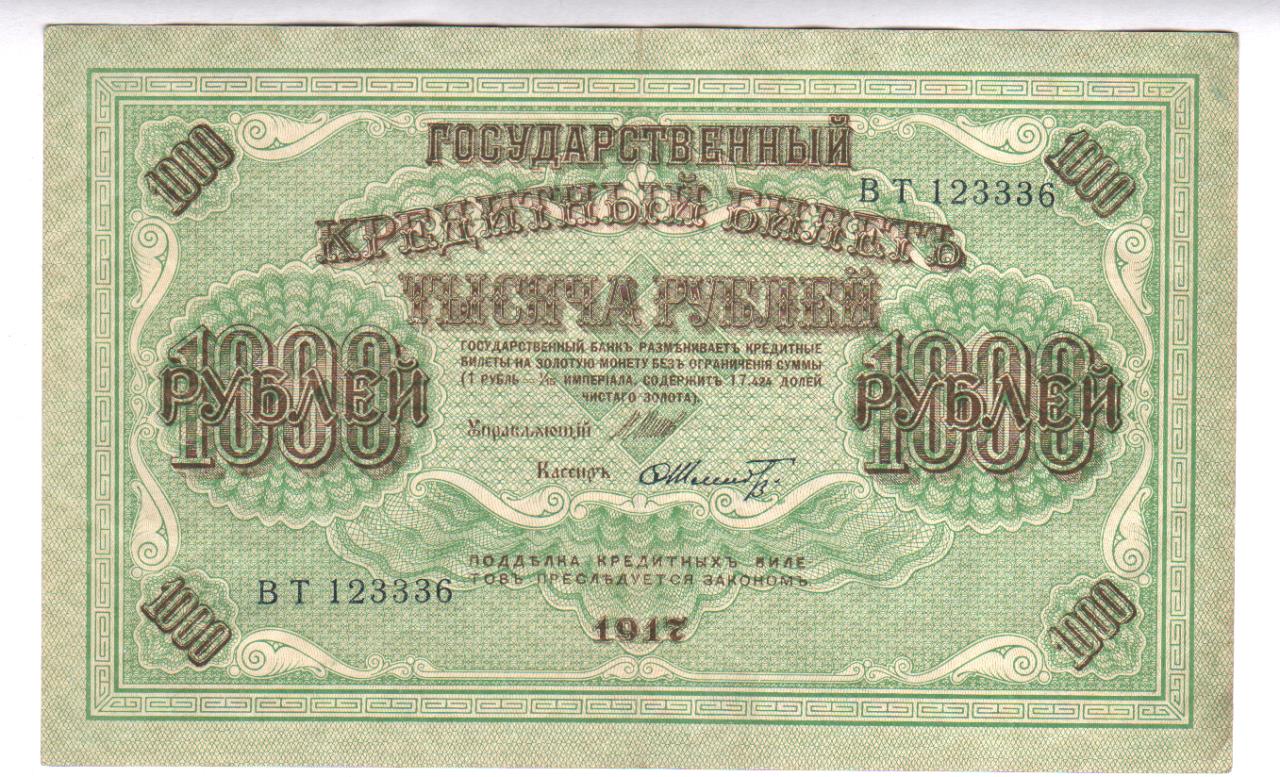 1000
1000
ГОСУДАРСТВЕННЫЙ
ВТ 123336
КРЕДИТНЫЙ БИЛЕТЪ
ТЫСЯЧА РУБЛЕЙ
1000
РУБЛЕЙ
1000
РУБЛЕЙ
ГОСУДАРСТВЕННЫЙ БАНКЪ РАЗМѢНИВАЕТЪ КРЕДИТНЫЕ
БИЛЕТЫ НА ЗОЛОТУЮ МОНЕТУ БЕЗЪ ОГРАНИЧЕНІЯ СУММЫ
(1 РУБЛЬ = 1/15 ИМПЕРІАЛА, СОДЕРЖИТЪ 17.424 ДОЛЕЙ
ЧИСТАГО ЗОЛОТА).
Управляющій
Кассиръ
ПОДДѢЛКА КРЕДИТНЫХЪ БИЛЕ
ТОВЪ ПРЕСЛѢДУЕТСЯ ЗАКОНОМЪ.
ВТ 123336
1917
1000
1000